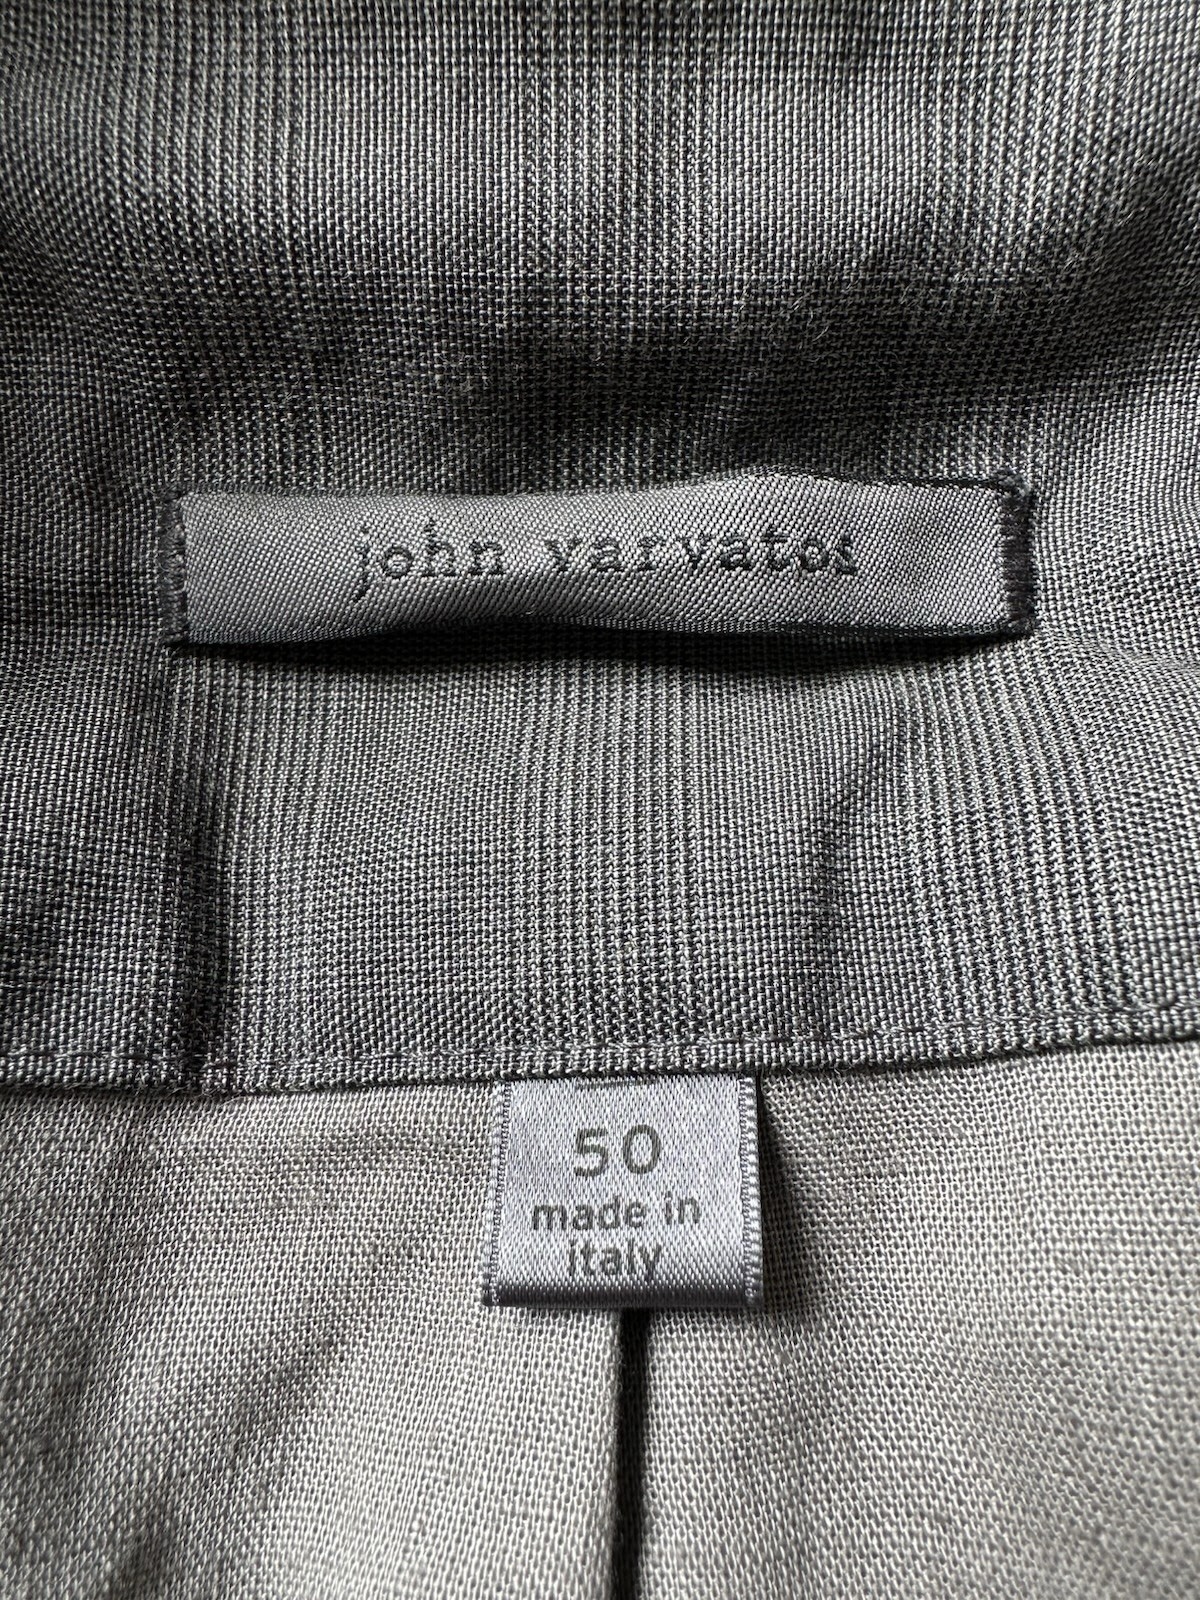 john varvatos
50
made in
italy